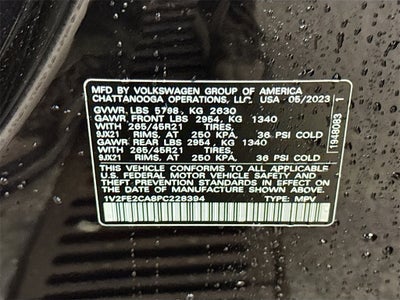 MFD BY VOLKSWAGEN GROUP OF AMERICA
CHATTANOOGA OPERATIONS, LLC, USA - 05/2023
GVWR, LBS 5798, KG 2630
GAWR, FRONT LBS 2954, KG 1340
WITH 265/45R21 TIRES,
9JX21 AT 250 KPA, 36 PSI COLD
GAWR, REAR LBS 2954, KG 1340
WITH 265/45R21 TIRES,
9JX21 AT 250 KPA, 36 PSI COLD
THIS VEHICLE CONFORMS TO ALL APPLICABLE
U.S. FEDERAL MOTOR VEHICLE SAFETY AND
THEFT PREVENTION STANDARDS IN EFFECT ON
THE DATE OF MANUFACTURE SHOWN ABOVE.
1V2FE2CA8PC228394 TYPE: MPV
1948083 1